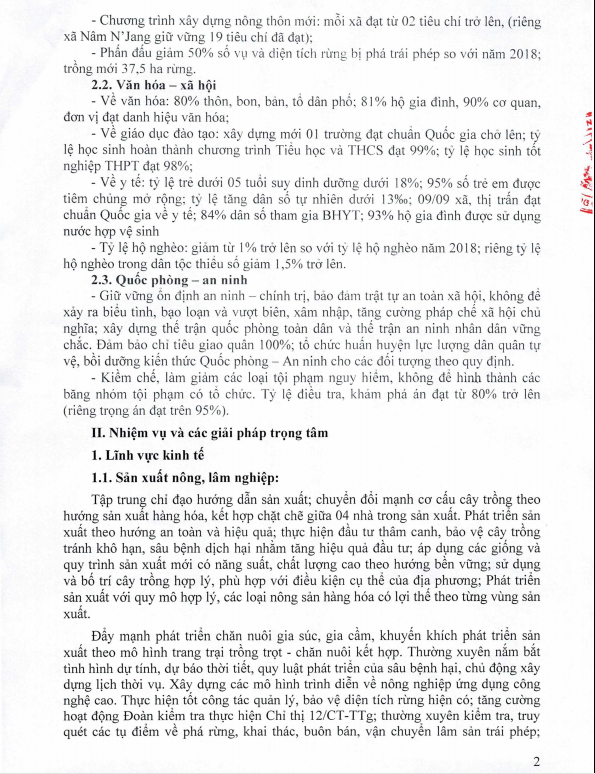 - Chương trình xây dựng nông thôn mới: mỗi xã đạt từ 02 tiêu chí trở lên, (riêng
xã Nâm N'Jang giữ vững 19 tiêu chí đã đạt);
- Phấn đấu giảm 50% số vụ và diện tích rừng bị phá trái phép so với năm 2018;
trồng mới 37,5 ha rừng.
2.2. Văn hóa – xã hội
- Về văn hóa: 80% thôn, bon, bản, tổ dân phố; 81% hộ gia đình, 90% cơ quan,
đơn vị đạt danh hiệu văn hóa;
- Về giáo dục đào tạo: xây dựng mới 01 trường đạt chuẩn Quốc gia chở lên; tỷ
lệ học sinh hoàn thành chương trình Tiểu học và THCS đạt 99%; tỷ lệ học sinh tốt
nghiệp THPT đạt 98%;
- Về y tế: tỷ lệ trẻ dưới 05 tuổi suy dinh dưỡng dưới 18%; 95% số trẻ em được
tiêm chủng mở rộng; tỷ lệ tăng dân số tự nhiên dưới 13‰; 09/09 xã, thị trấn đạt
chuẩn Quốc gia về y tế; 84% dân số tham gia BHYT; 93% hộ gia đình được sử dụng
nước hợp vệ sinh
- Tỷ lệ hộ nghèo: giảm từ 1% trở lên so với tỷ lệ hộ nghèo năm 2018; riêng tỷ lệ
hộ nghèo trong dân tộc thiểu số giảm 1,5% trở lên.
2.3. Quốc phòng – an ninh
- Giữ vững ổn định an ninh – chính trị, bảo đảm trật tự an toàn xã hội, không để
xảy ra biểu tình, bạo loạn và vượt biên, xâm nhập, tăng cường pháp chế xã hội chủ
nghĩa; xây dựng thế trận quốc phòng toàn dân và thế trận an ninh nhân dân vững
chắc. Đảm bảo chỉ tiêu giao quân 100%; tổ chức huấn huyện lực lượng dân quân tự
vệ, bồi dưỡng kiến thức Quốc phòng – An ninh cho các đối tượng theo quy định.
- Kiềm chế, làm giảm các loại tội phạm nguy hiểm, không để hình thành các
băng nhóm tội phạm có tổ chức. Tỷ lệ điều tra, khám phá án đạt từ 80% trở lên
(riêng trọng án đạt trên 95%).
II. Nhiệm vụ và các giải pháp trọng tâm
1. Lĩnh vực kinh tế
1.1. Sản xuất nông, lâm nghiệp:
Tập trung chỉ đạo hướng dẫn sản xuất; chuyển đổi mạnh cơ cấu cây trồng theo
hướng sản xuất hàng hóa, kết hợp chặt chẽ giữa 04 nhà trong sản xuất. Phát triển sản
xuất theo hướng an toàn và hiệu quả; thực hiện đầu tư thâm canh, bảo vệ cây trồng
tránh khô hạn, sâu bệnh dịch hại nhằm tăng hiệu quả đầu tư; áp dụng các giống và
quy trình sản xuất mới có năng suất, chất lượng cao theo hướng bền vững; sử dụng
và bố trí cây trồng hợp lý, phù hợp với điều kiện cụ thể của địa phương; Phát triển
sản xuất với quy mô hợp lý, các loại nông sản hàng hóa có lợi thế theo từng vùng sản
xuất.
Đẩy mạnh phát triển chăn nuôi gia súc, gia cầm, khuyến khích phát triển sản
xuất theo mô hình trang trại trồng trọt - chăn nuôi kết hợp. Thường xuyên nắm bắt
tình hình dự tính, dự báo thời tiết, quy luật phát triển của sâu bệnh hại, chủ động xây
dựng lịch thời vụ. Xây dựng các mô hình trình diễn về nông nghiệp ứng dụng công
nghệ cao. Thực hiện tốt công tác quản lý, bảo vệ diện tích rừng hiện có; tăng cường
hoạt động Đoàn kiểm tra thực hiện Chỉ thị 12/CT-TTg; thường xuyên kiểm tra, truy
quét các tụ điểm về phá rừng, khai thác, buôn bán, vận chuyển lâm sản trái phép;
2